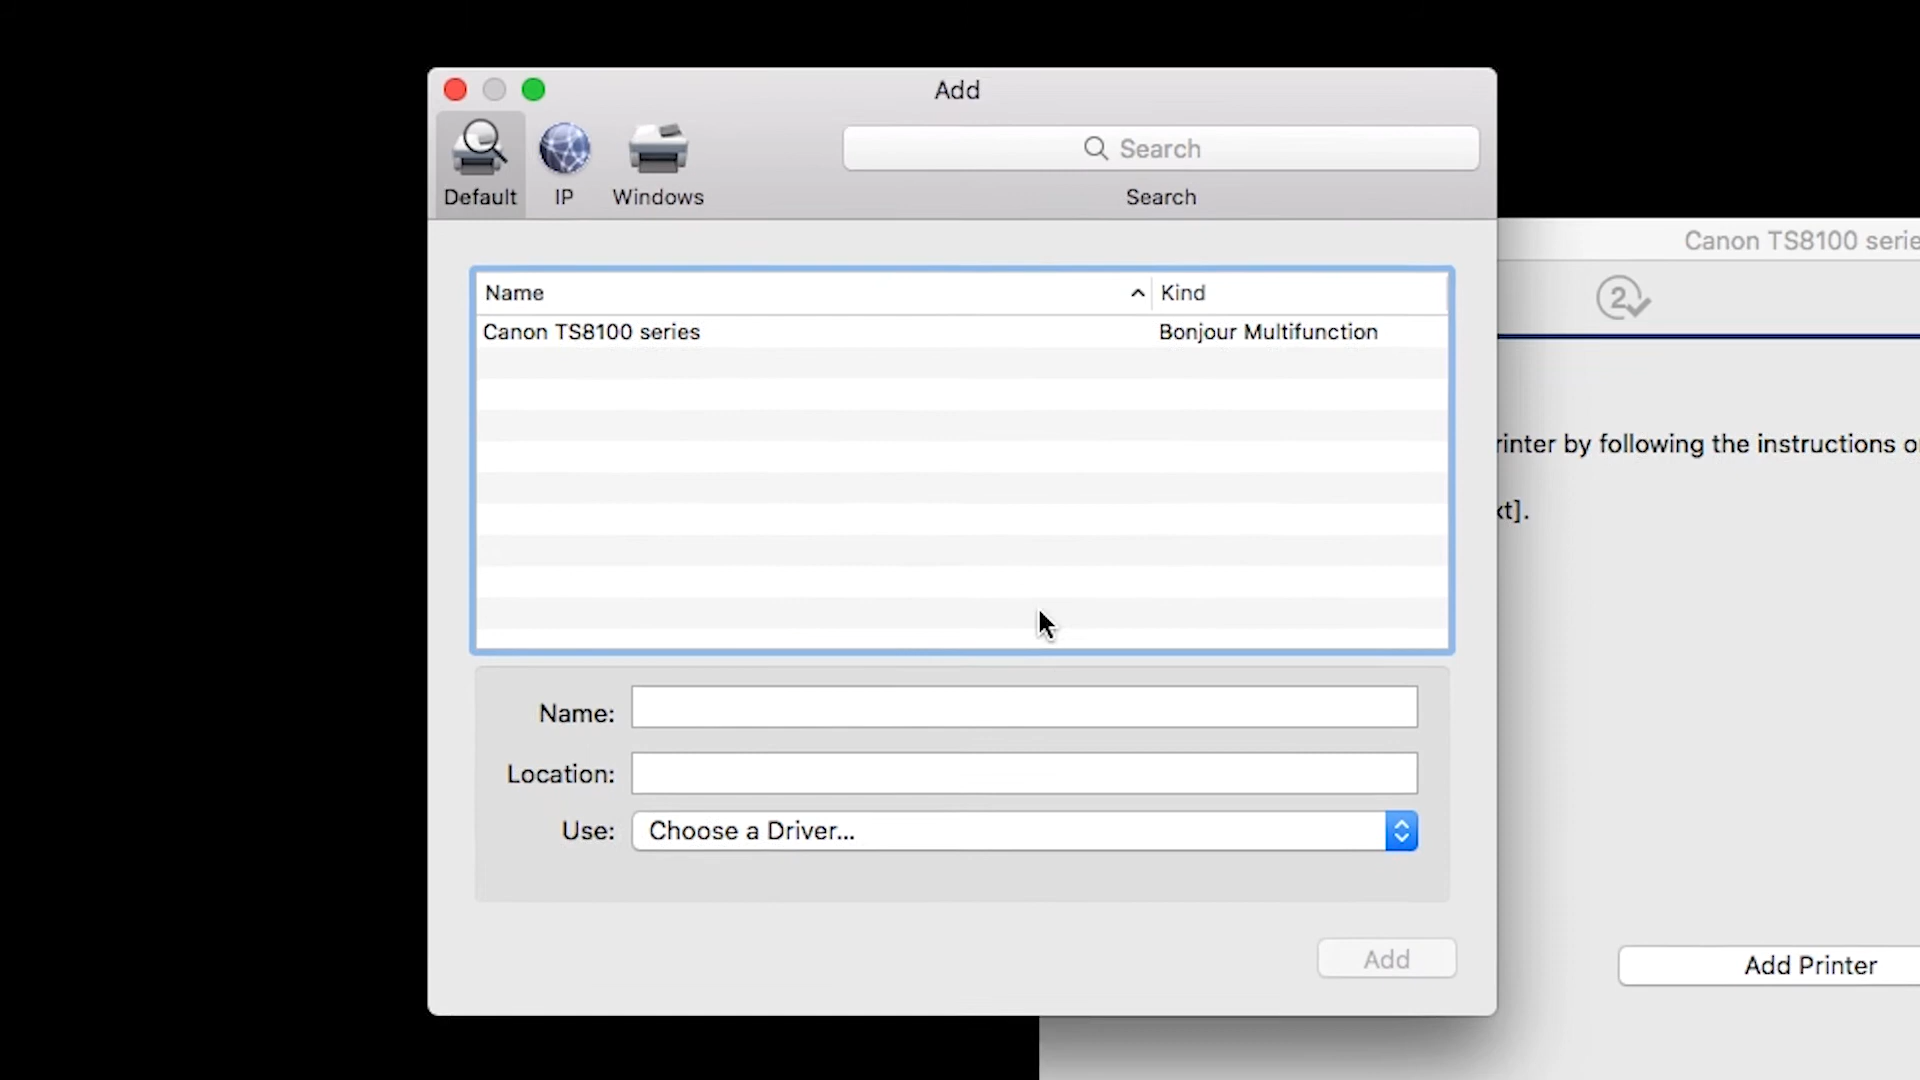 Add
Search
Default IP Windows Search
Canon TS8100 serie
2
Name Kind
Canon TS8100 series Bonjour Multifunction
rinter by following the instructions o
xt].
Name:
Location:
Use: Choose a Driver...
Add
Add Printer